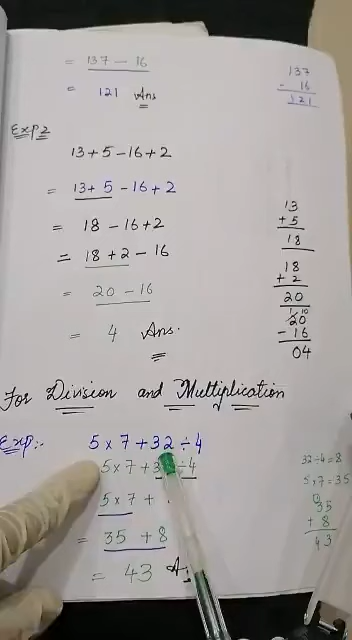 = 137 - 16
= 121 Ans
137
- 16
121
Exp 2
13+5-16+2
= 13+5-16+2
= 18-16+2
= 18+2-16
= 20-16
= 4 Ans.
13
+ 5
18
18
+ 2
20
20
- 16
04
For Division and Multiplication
Exp:- 5 x 7 + 32 ÷ 4
5 x 7 + 3 ÷ 4
5 x 7 +
= 35 + 8
= 43
32÷4=8
5x7=35
35
+ 8
43